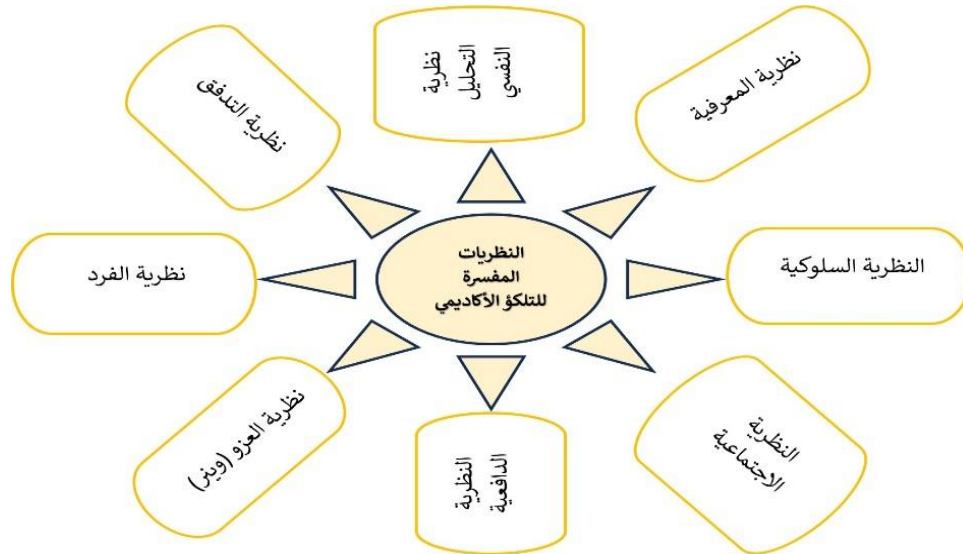 نظرية
التحليل
النفسي
نظرية المعرفية
نظرية التدفق
النظريات
المفسرة
للتلكؤ الأكاديمي
النظرية السلوكية
نظرية الفرد
النظرية
الاجتماعية
النظرية
الدافعية
نظرية العزو (وينر)